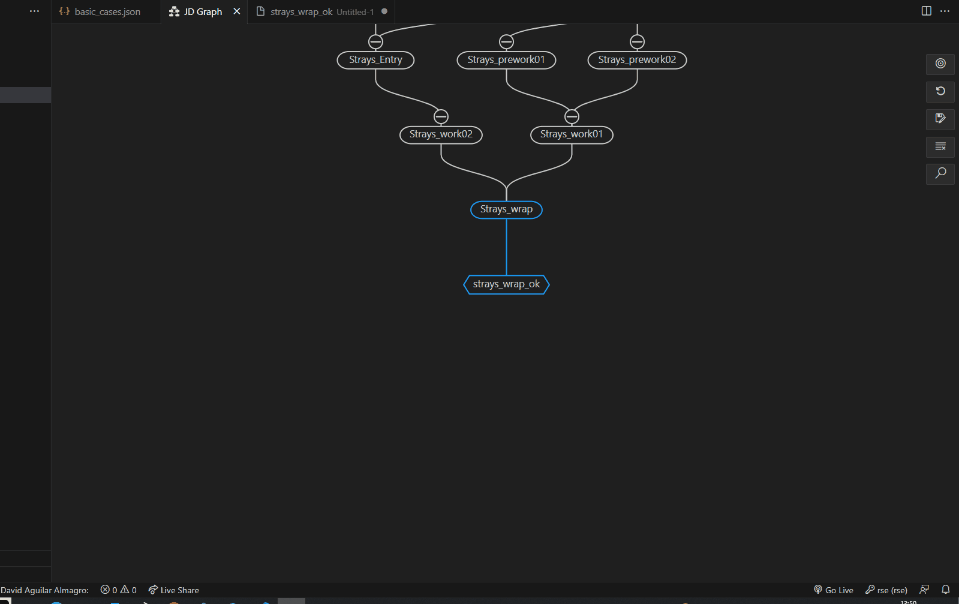 basic_cases.json
JD Graph
strays_wrap_ok Untitled-1
Strays_Entry
Strays_prework01
Strays_prework02
Strays_work02
Strays_work01
Strays_wrap
strays_wrap_ok
David Aguilar Almagro:
0
0
Live Share
Go Live
rse (rse)